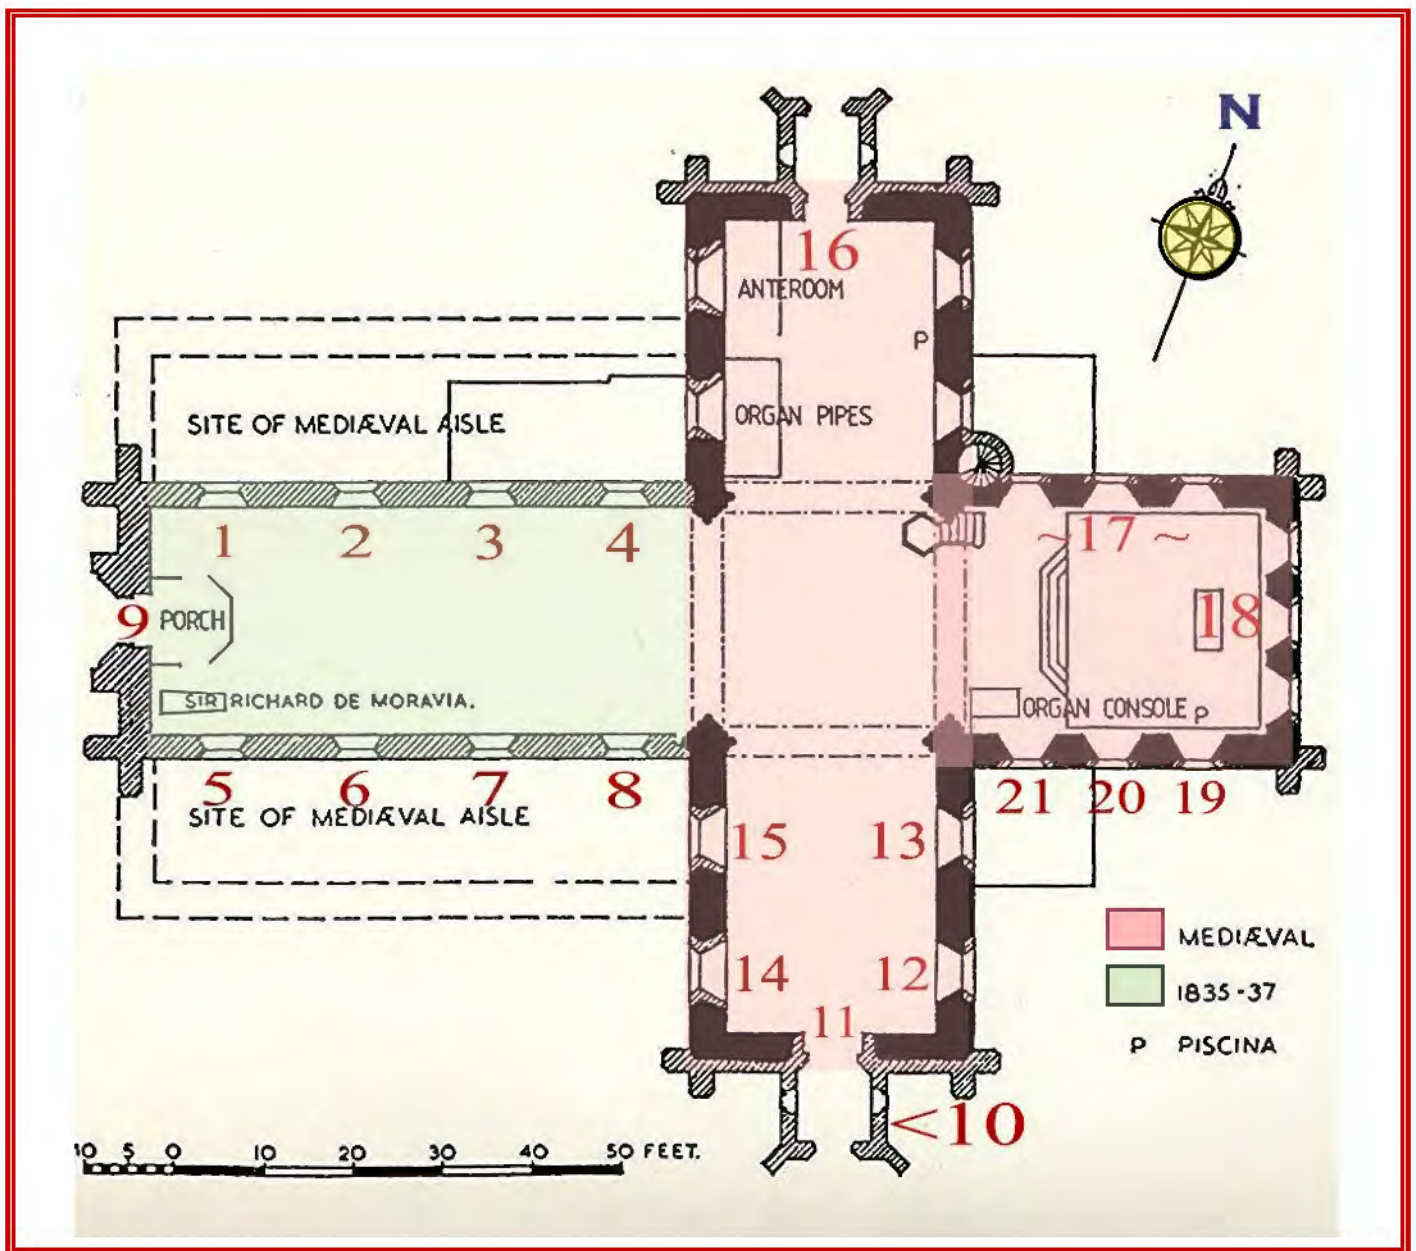 N
16
ANTEROOM
P
SITE OF MEDIÆVAL AISLE
ORGAN PIPES
1 2 3 4
~17~
9 PORCH
18
SIR RICHARD DE MORAVIA.
ORGAN CONSOLE P
5 6 7 8
21 20 19
SITE OF MEDIÆVAL AISLE
15 13
14 12
11
MEDIÆVAL
1835-37
P PISCINA
<10
10 5 0 10 20 30 40 50 FEET.